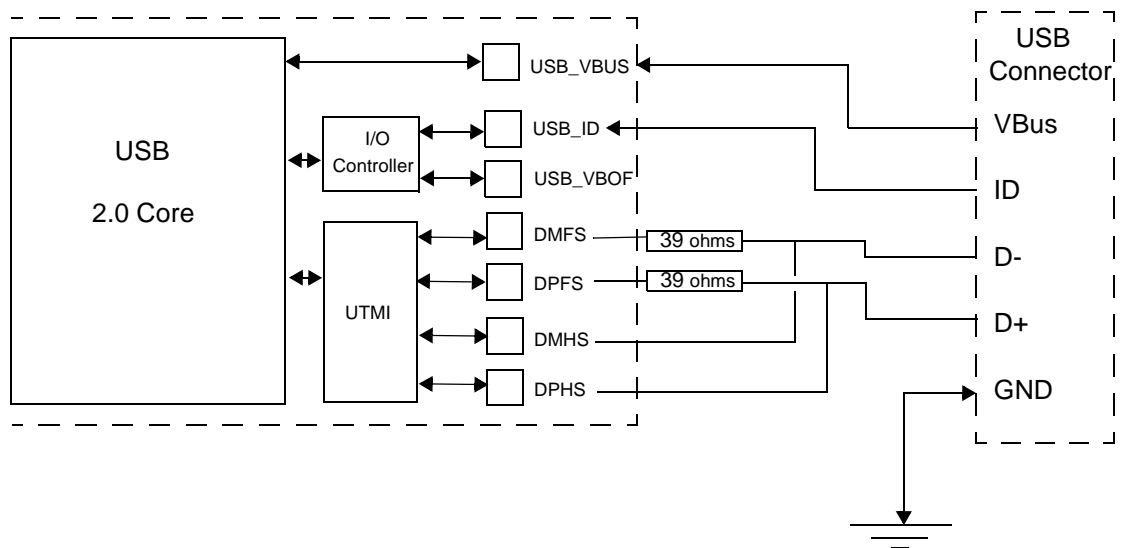 USB
2.0 Core
I/O
Controller
UTMI
USB_VBUS
USB_ID
USB_VBOF
DMFS
DPFS
DMHS
DPHS
39 ohms
39 ohms
USB
Connector
VBus
ID
D-
D+
GND